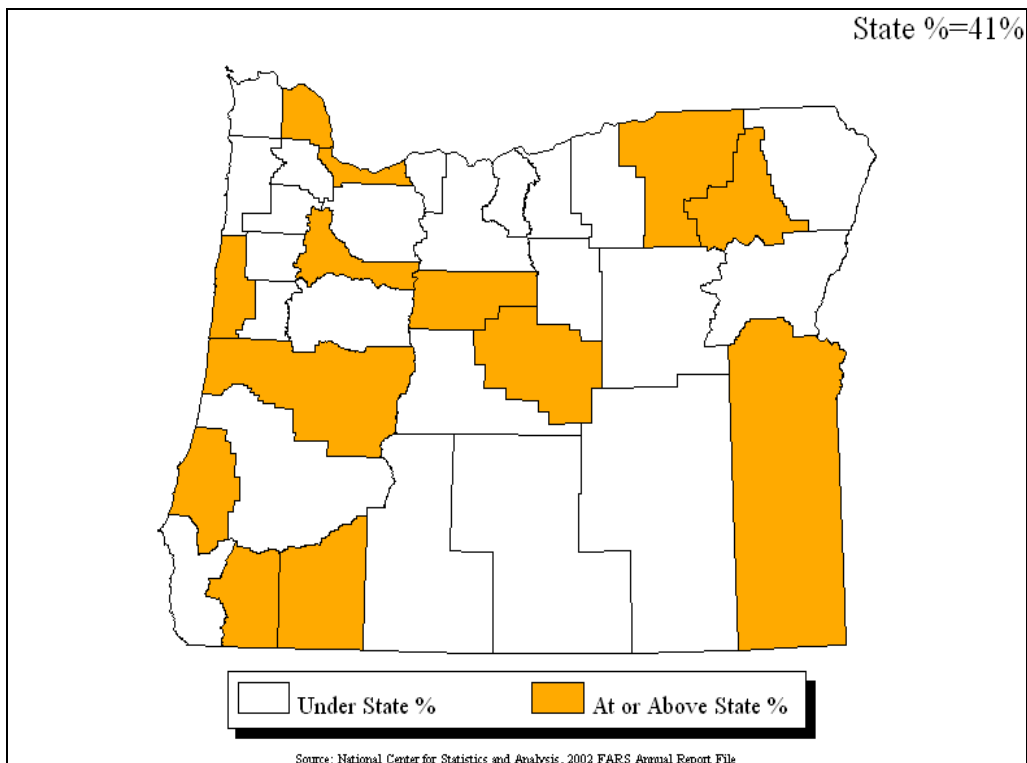 State %=41%
Under State %
At or Above State %
Source: National Center for Statistics and Analysis, 2002 FARS Annual Report File